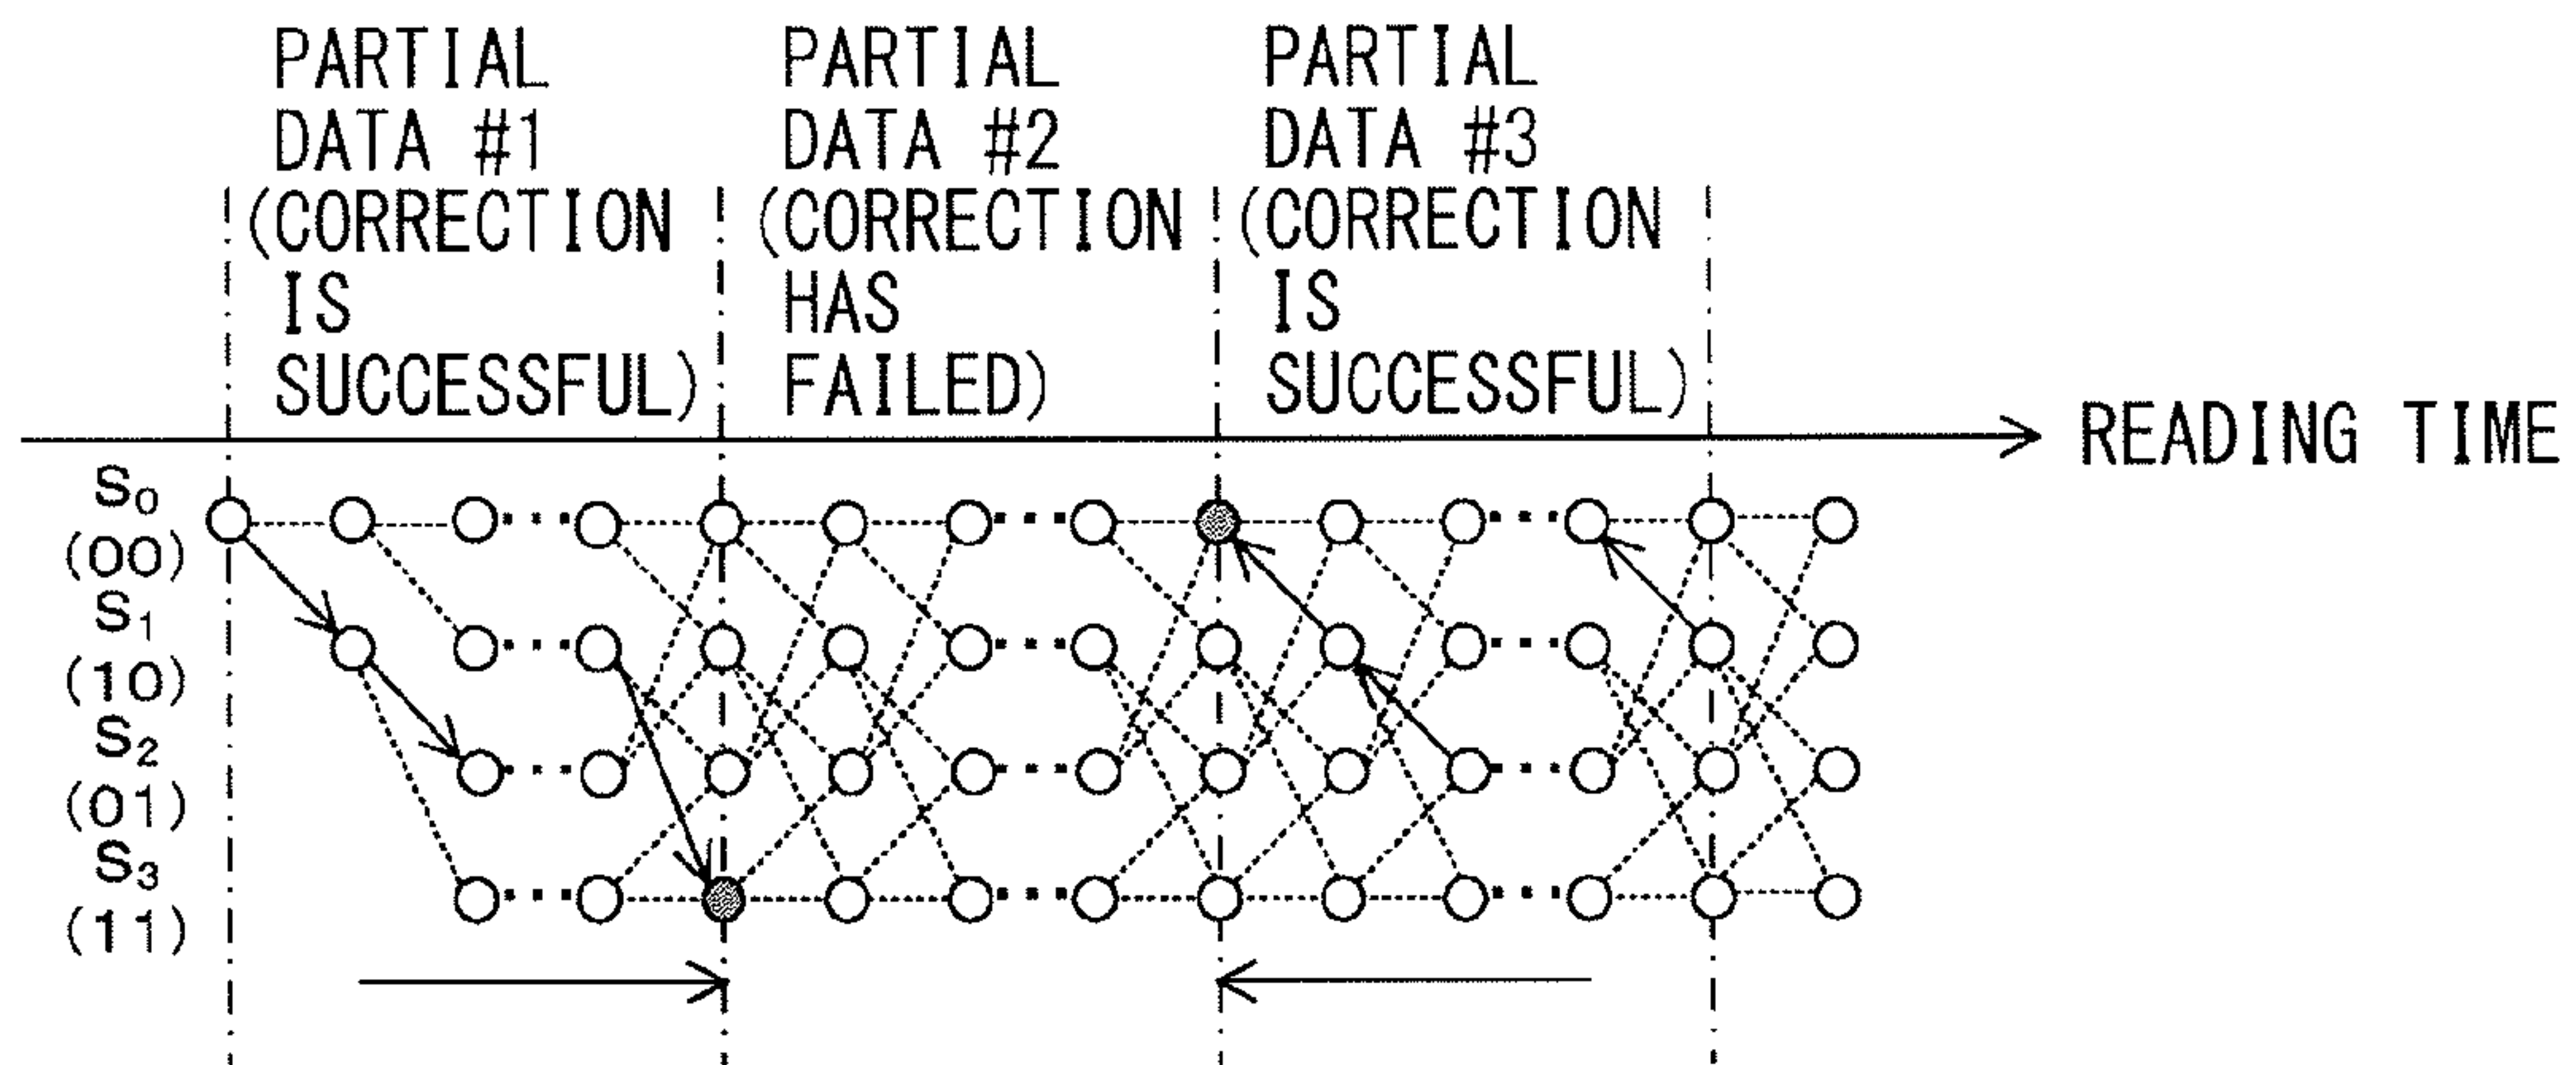 PARTIAL
DATA #1
(CORRECTION
IS
SUCCESSFUL)
PARTIAL
DATA #2
(CORRECTION
HAS
FAILED)
PARTIAL
DATA #3
(CORRECTION
IS
SUCCESSFUL)
READING TIME
S₀
(00)
S₁
(10)
S₂
(01)
S₃
(11)